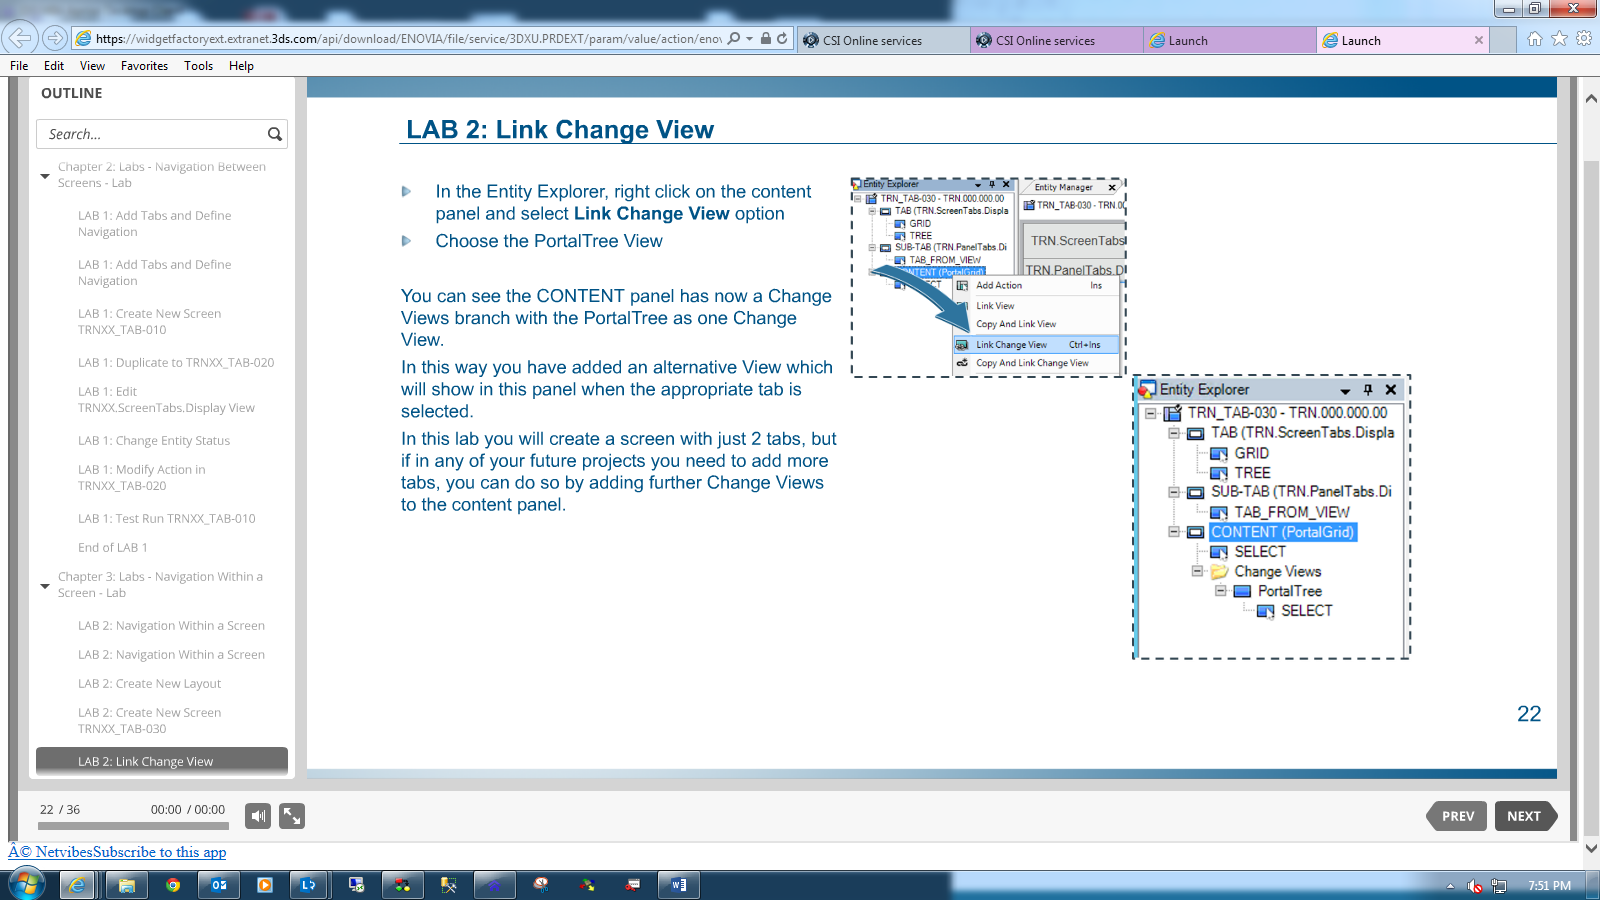 https://widgetfactoryext.extranet.3ds.com/api/download/ENOVIA/file/service/3DXU.PRDEXT/param/value/action/enov
CSI Online services
CSI Online services
Launch
Launch
File Edit View Favorites Tools Help
OUTLINE
Search...
Chapter 2: Labs - Navigation Between
Screens - Lab
LAB 1: Add Tabs and Define
Navigation
LAB 1: Add Tabs and Define
Navigation
LAB 1: Create New Screen
TRNXX_TAB-010
LAB 1: Duplicate to TRNXX_TAB-020
LAB 1: Edit
TRNXX.ScreenTabs.Display View
LAB 1: Change Entity Status
LAB 1: Modify Action in
TRNXX_TAB-020
LAB 1: Test Run TRNXX_TAB-010
End of LAB 1
Chapter 3: Labs - Navigation Within a
Screen - Lab
LAB 2: Navigation Within a Screen
LAB 2: Navigation Within a Screen
LAB 2: Create New Layout
LAB 2: Create New Screen
TRNXX_TAB-030
LAB 2: Link Change View
LAB 2: Link Change View
In the Entity Explorer, right click on the content
panel and select Link Change View option
Choose the PortalTree View
You can see the CONTENT panel has now a Change
Views branch with the PortalTree as one Change
View.
In this way you have added an alternative View which
will show in this panel when the appropriate tab is
selected.
In this lab you will create a screen with just 2 tabs, but
if in any of your future projects you need to add more
tabs, you can do so by adding further Change Views
to the content panel.
Entity Explorer
TRN_TAB-030 - TRN.000.000.00
TAB (TRN.ScreenTabs.Displa
GRID
TREE
SUB-TAB (TRN.PanelTabs.Di
TAB_FROM_VIEW
CONTENT (PortalGrid)
Entity Manager
TRN_TAB-030 - TRN.00
TRN.ScreenTabs
TRN.PanelTabs.D
Add Action Ins
Link View
Copy And Link View
Link Change View Ctrl+Ins
Copy And Link Change View
Entity Explorer
TRN_TAB-030 - TRN.000.000.00
TAB (TRN.ScreenTabs.Displa
GRID
TREE
SUB-TAB (TRN.PanelTabs.Di
TAB_FROM_VIEW
CONTENT (PortalGrid)
SELECT
Change Views
PortalTree
SELECT
22
22 / 36 00:00 / 00:00
PREV NEXT
Â© NetvibesSubscribe to this app
7:51 PM